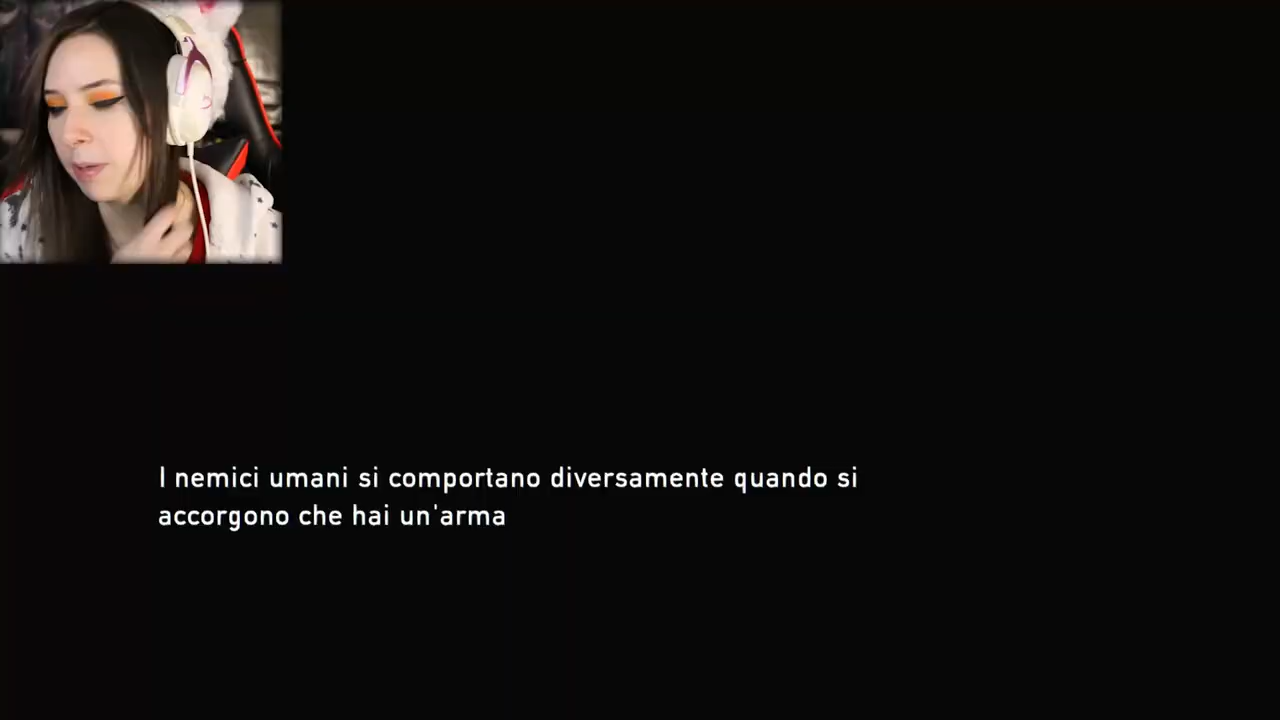 I nemici umani si comportano diversamente quando si
accorgono che hai un'arma